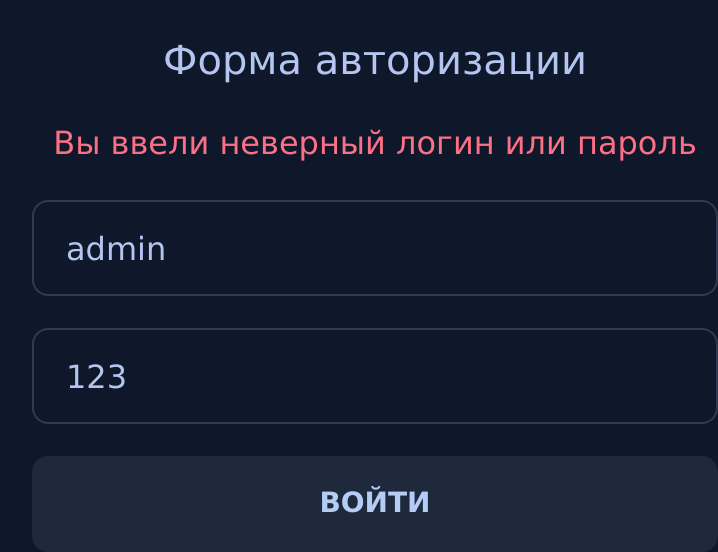 Форма авторизации
Вы ввели неверный логин или пароль
admin
123
ВОЙТИ